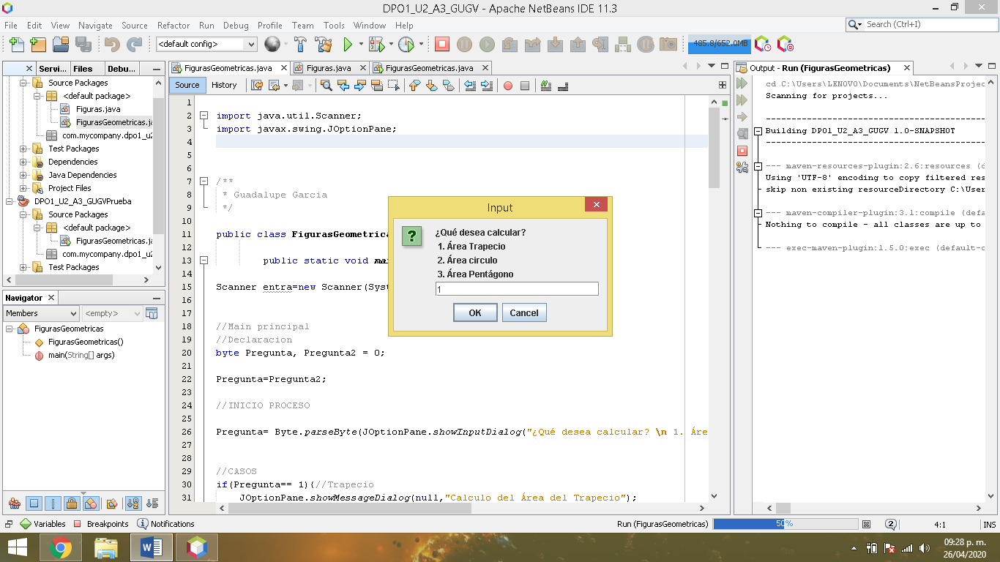 DPO1_U2_A3_GUGV - Apache NetBeans IDE 11.3
File Edit View Navigate Source Refactor Run Debug Profile Team Tools Window Help
Search (Ctrl+I)
<default config>
485.8/652.0MB
Servi... Files Debu...
Source Packages
<default package>
Figuras.java
FigurasGeometricas.ja
com.mycompany.dpo1_u2
Test Packages
Dependencies
Java Dependencies
Project Files
DPO1_U2_A3_GUGVPrueba
Source Packages
<default package>
FigurasGeometricas.ja
com.mycompany.dpo1_u2
Test Packages
Navigator
Members
<empty>
FigurasGeometricas
FigurasGeometricas()
main(String[] args)
FigurasGeometricas.java
Figuras.java
FigurasGeometricas.java
Source History
1
2 import java.util.Scanner;
3 import javax.swing.JOptionPane;
4
5
6
7 /**
8 * Guadalupe Garcia
9 */
10
11 public class FigurasGeometrica
12
13 public static void ma
14
15 Scanner entra=new Scanner(Syst
16
17
18 //Main principal
19 //Declaracion
20 byte Pregunta, Pregunta2 = 0;
21
22 Pregunta=Pregunta2;
23
24 //INICIO PROCESO
25
26 Pregunta= Byte.parseByte(JOptionPane.showInputDialog("¿Qué desea calcular? \n 1. Áre
27
28
29 //CASOS
30 if(Pregunta== 1){//Trapecio
31 JOptionPane.showMessageDialog(null,"Calculo del Área del Trapecio");
Input
¿Qué desea calcular?
1. Área Trapecio
2. Área circulo
3. Área Pentágono
1
OK Cancel
Output - Run (FigurasGeometricas)
cd C:\Users\LENOVO\Documents\NetBeansProjec
Scanning for projects...
Building DPO1_U2_A3_GUGV 1.0-SNAPSHOT
--- maven-resources-plugin:2.6:resources (d
Using 'UTF-8' encoding to copy filtered res
skip non existing resourceDirectory C:\User
--- maven-compiler-plugin:3.1:compile (defa
Nothing to compile - all classes are up to
--- exec-maven-plugin:1.5.0:exec (default-c
Variables Breakpoints Notifications
Run (FigurasGeometricas)
50%
2
4:1
INS
09:28 p. m.
26/04/2020